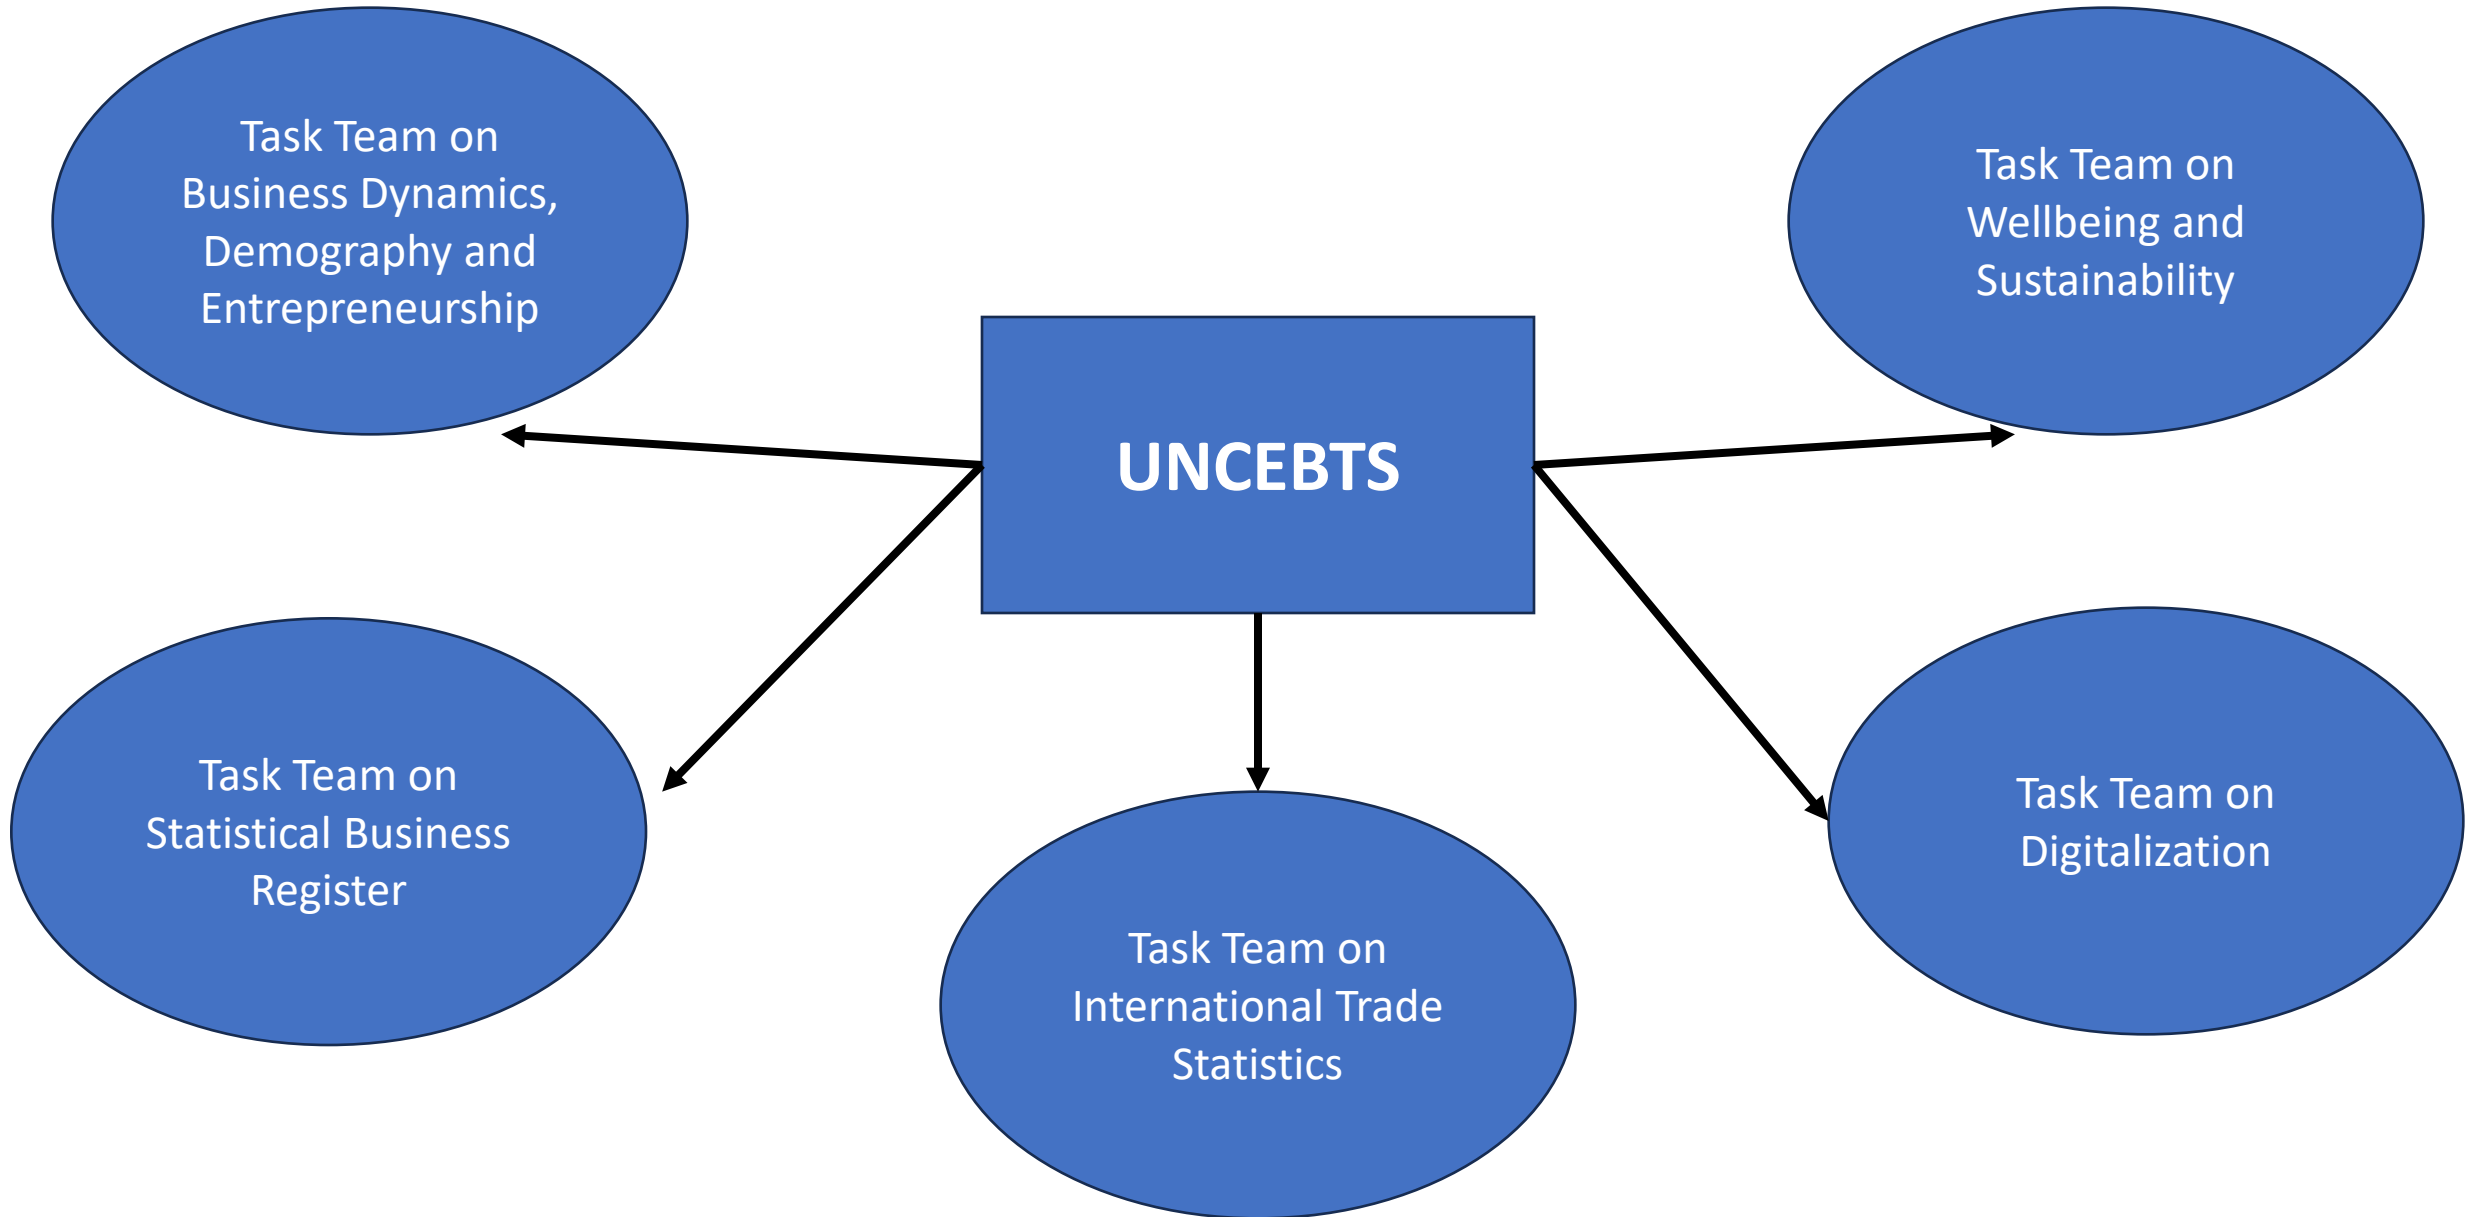 Task Team on
Business Dynamics,
Demography and
Entrepreneurship
Task Team on
Wellbeing and
Sustainability
UNCEBTS
Task Team on
Statistical Business
Register
Task Team on
International Trade
Statistics
Task Team on
Digitalization